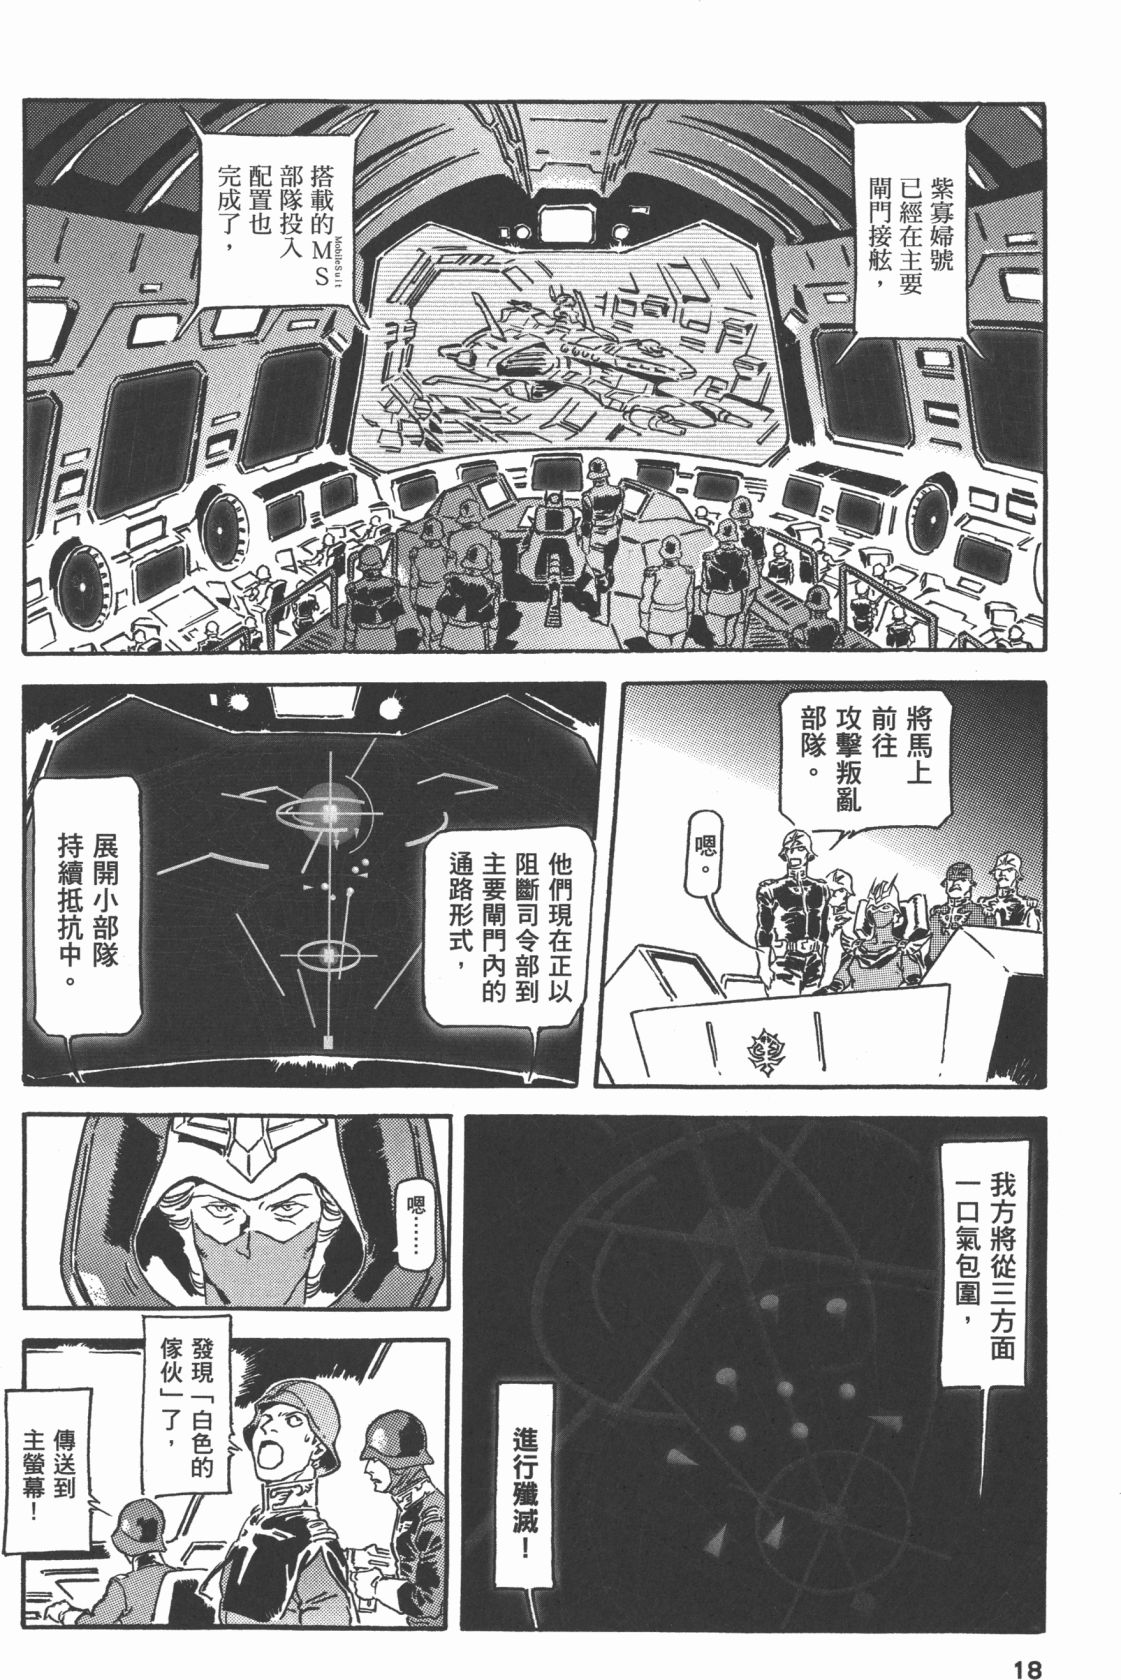 紫寡婦號
已經在主要
閘門接舷，
搭載的MS
MobileSuit
部隊投入
配置也
完成了，
將馬上
前往
攻擊叛亂
部隊。
嗯。
他們現在正以
阻斷司令部到
主要閘門內的
通路形式，
展開小部隊
持續抵抗中。
我方將從三方面
一口氣包圍，
進行殲滅！
嗯……
發現「白色的
傢伙」了，
傳送到
主螢幕！
18